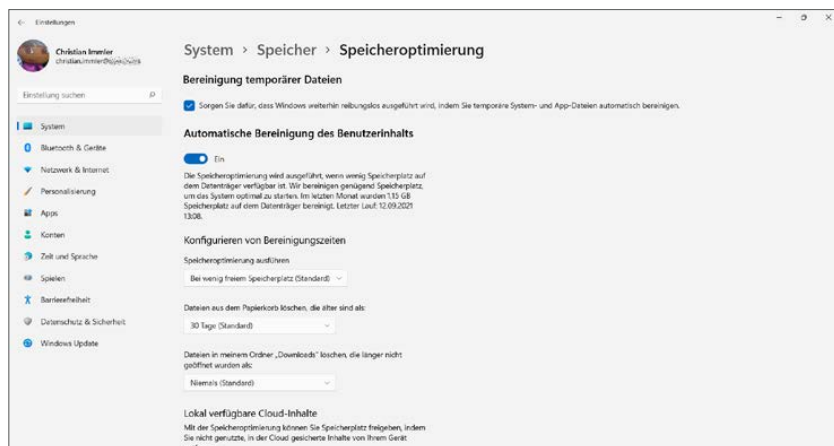 Einstellungen
Christian Immler
christian.immler@
System > Speicher > Speicheroptimierung
Bereinigung temporärer Dateien
Einstellung suchen
Sorgen Sie dafür, dass Windows weiterhin reibungslos ausgeführt wird, indem Sie temporäre System- und App-Dateien automatisch bereinigen.
System
Automatische Bereinigung des Benutzerinhalts
Bluetooth & Geräte
Ein
Netzwerk & Internet
Die Speicheroptimierung wird ausgeführt, wenn wenig Speicherplatz auf
dem Datenträger verfügbar ist. Wir bereinigen genügend Speicherplatz,
um das System optimal zu starten. Im letzten Monat wurden 1,15 GB
Speicherplatz auf dem Datenträger bereinigt. Letzter Lauf: 12.09.2021
13:08.
Personalisierung
Apps
Konten
Zeit und Sprache
Spielen
Barrierefreiheit
Datenschutz & Sicherheit
Windows Update
Konfigurieren von Bereinigungszeiten
Speicheroptimierung ausführen
Bei wenig freiem Speicherplatz (Standard)
Dateien aus dem Papierkorb löschen, die älter sind als:
30 Tage (Standard)
Dateien in meinem Ordner „Downloads" löschen, die länger nicht
geöffnet wurden als:
Niemals (Standard)
Lokal verfügbare Cloud-Inhalte
Mit der Speicheroptimierung können Sie Speicherplatz freigeben, indem
Sie nicht genutzte, in der Cloud gesicherte Inhalte von Ihrem Gerät